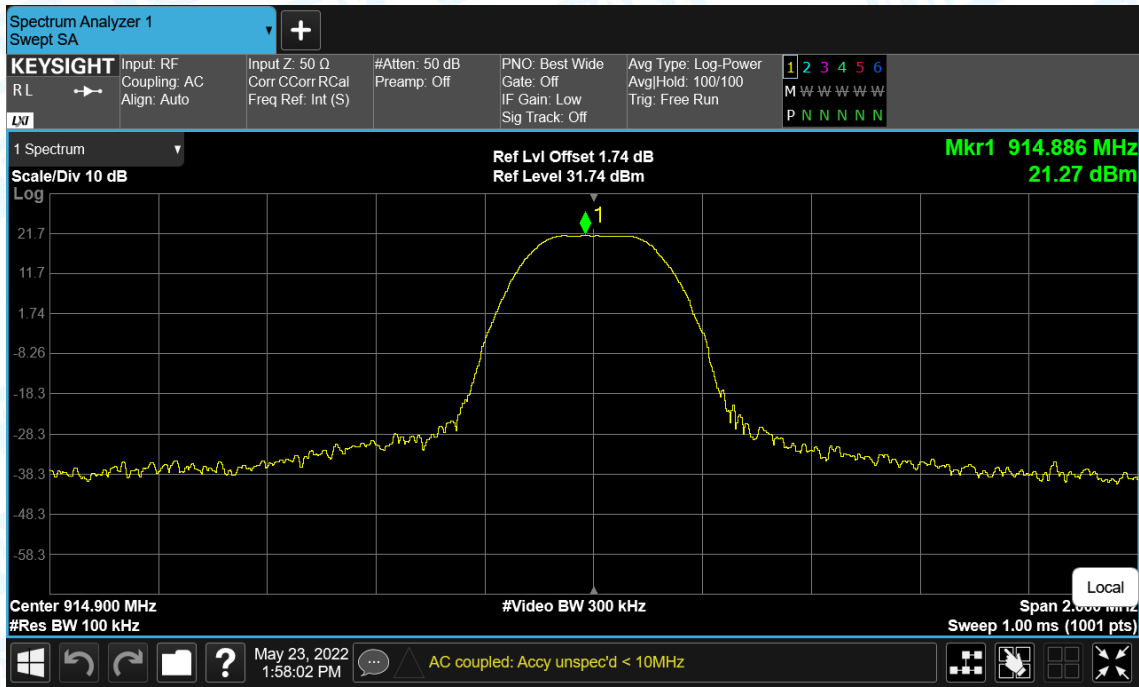 Spectrum Analyzer 1
Swept SA
+
KEYSIGHT
RL
LXI
Input: RF
Coupling: AC
Align: Auto
Input Z: 50 Ω
Corr CCorr RCal
Freq Ref: Int (S)
#Atten: 50 dB
Preamp: Off
PNO: Best Wide
Gate: Off
IF Gain: Low
Sig Track: Off
Avg Type: Log-Power
Avg|Hold: 100/100
Trig: Free Run
1 2 3 4 5 6
M W W W W W
P N N N N N
1 Spectrum
Scale/Div 10 dB
Log
Ref Lvl Offset 1.74 dB
Ref Level 31.74 dBm
Mkr1 914.886 MHz
21.27 dBm
1
21.7
11.7
1.74
-8.26
-18.3
-28.3
-38.3
-48.3
-58.3
Local
Center 914.900 MHz
#Res BW 100 kHz
#Video BW 300 kHz
Span 2.000 MHz
Sweep 1.00 ms (1001 pts)
?
May 23, 2022
1:58:02 PM
AC coupled: Accy unspec'd < 10MHz